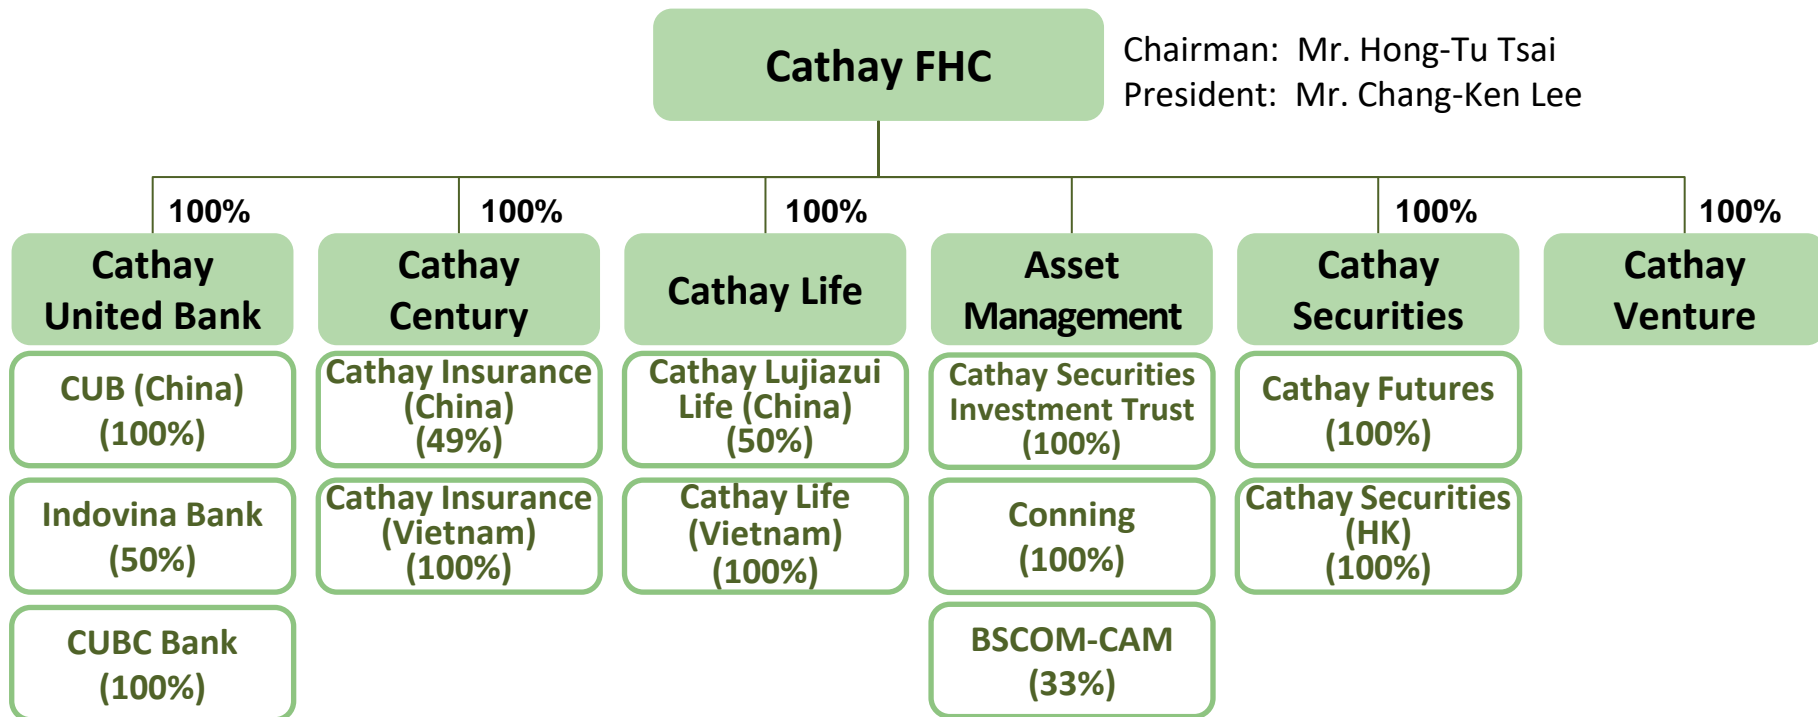 Cathay FHC
Chairman: Mr. Hong-Tu Tsai
President: Mr. Chang-Ken Lee
100%
100%
100%
100%
100%
Cathay
United Bank
Cathay
Century
Cathay Life
Asset
Management
Cathay
Securities
Cathay
Venture
CUB (China)
(100%)
Cathay Insurance
(China)
(49%)
Cathay Lujiazui
Life (China)
(50%)
Cathay Securities
Investment Trust
(100%)
Cathay Futures
(100%)
Indovina Bank
(50%)
Cathay Insurance
(Vietnam)
(100%)
Cathay Life
(Vietnam)
(100%)
Conning
(100%)
Cathay Securities
(HK)
(100%)
CUBC Bank
(100%)
BSCOM-CAM
(33%)